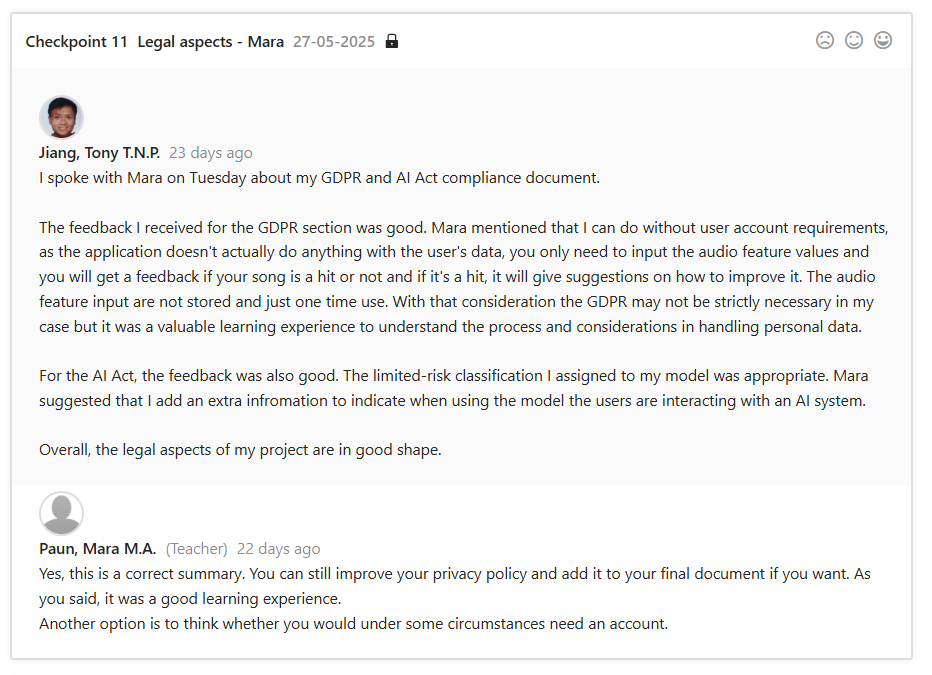 Checkpoint 11 Legal aspects - Mara 27-05-2025
Jiang, Tony T.N.P. 23 days ago
I spoke with Mara on Tuesday about my GDPR and AI Act compliance document.
The feedback I received for the GDPR section was good. Mara mentioned that I can do without user account requirements,
as the application doesn't actually do anything with the user's data, you only need to input the audio feature values and
you will get a feedback if your song is a hit or not and if it's a hit, it will give suggestions on how to improve it. The audio
feature input are not stored and just one time use. With that consideration the GDPR may not be strictly necessary in my
case but it was a valuable learning experience to understand the process and considerations in handling personal data.
For the AI Act, the feedback was also good. The limited-risk classification I assigned to my model was appropriate. Mara
suggested that I add an extra infromation to indicate when using the model the users are interacting with an AI system.
Overall, the legal aspects of my project are in good shape.
Paun, Mara M.A. (Teacher) 22 days ago
Yes, this is a correct summary. You can still improve your privacy policy and add it to your final document if you want. As
you said, it was a good learning experience.
Another option is to think whether you would under some circumstances need an account.